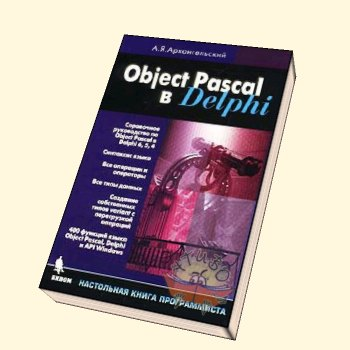 А.Я.Архангельский
Object Pascal
в Delphi
Справочное
руководство по
Object Pascal в
Delphi 6, 5, 4
Синтаксис языка
Все операции и
операторы
Все типы данных
Создание
собственных
типов variant с
перегрузкой
операций
400 функций языка
Object Pascal, Delphi
и API Windows
БИНОМ
НАСТОЛЬНАЯ КНИГА ПРОГРАММИСТА